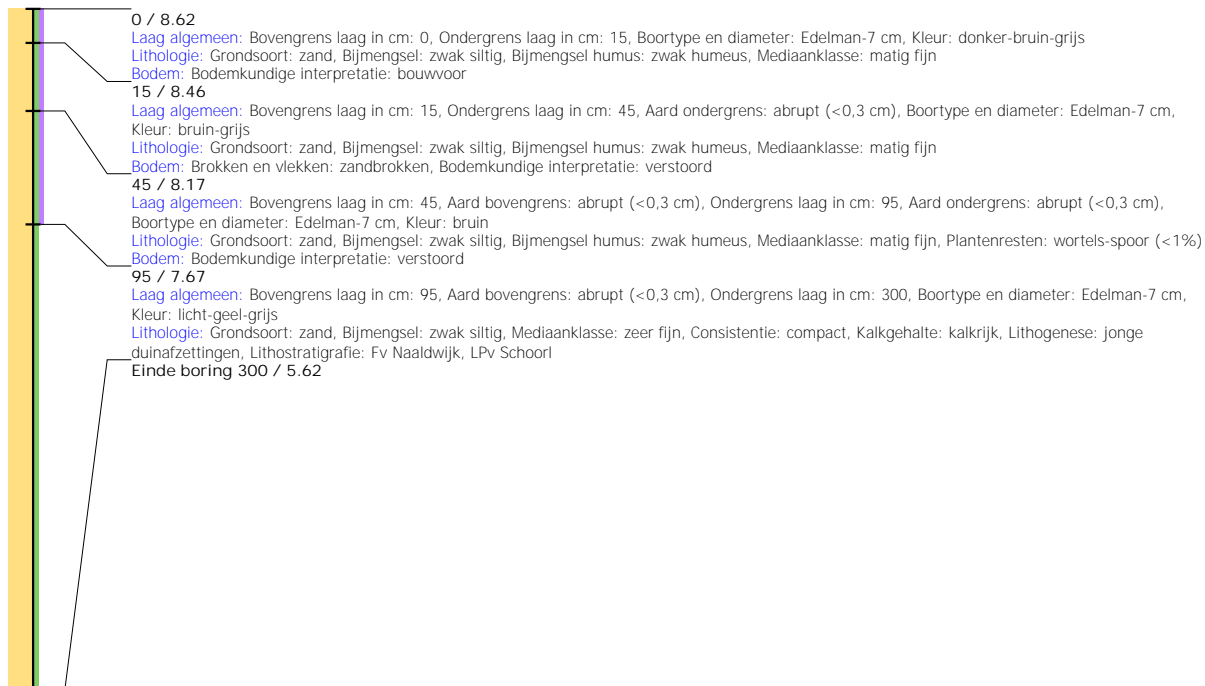 0 / 8.62
Laag algemeen: Bovengrens laag in cm: 0, Ondergrens laag in cm: 15, Boortype en diameter: Edelman-7 cm, Kleur: donker-bruin-grijs
Lithologie: Grondsoort: zand, Bijmengsel: zwak siltig, Bijmengsel humus: zwak humeus, Mediaanklasse: matig fijn
Bodem: Bodemkundige interpretatie: bouwvoor
15 / 8.46
Laag algemeen: Bovengrens laag in cm: 15, Ondergrens laag in cm: 45, Aard ondergrens: abrupt (<0,3 cm), Boortype en diameter: Edelman-7 cm,
Kleur: bruin-grijs
Lithologie: Grondsoort: zand, Bijmengsel: zwak siltig, Bijmengsel humus: zwak humeus, Mediaanklasse: matig fijn
Bodem: Brokken en vlekken: zandbrokken, Bodemkundige interpretatie: verstoord
45 / 8.17
Laag algemeen: Bovengrens laag in cm: 45, Aard bovengrens: abrupt (<0,3 cm), Ondergrens laag in cm: 95, Aard ondergrens: abrupt (<0,3 cm),
Boortype en diameter: Edelman-7 cm, Kleur: bruin
Lithologie: Grondsoort: zand, Bijmengsel: zwak siltig, Bijmengsel humus: zwak humeus, Mediaanklasse: matig fijn, Plantenresten: wortels-spoor (<1%)
Bodem: Bodemkundige interpretatie: verstoord
95 / 7.67
Laag algemeen: Bovengrens laag in cm: 95, Aard bovengrens: abrupt (<0,3 cm), Ondergrens laag in cm: 300, Boortype en diameter: Edelman-7 cm,
Kleur: licht-geel-grijs
Lithologie: Grondsoort: zand, Bijmengsel: zwak siltig, Mediaanklasse: zeer fijn, Consistentie: compact, Kalkgehalte: kalkrijk, Lithogenese: jonge
duinafzettingen, Lithostratigrafie: Fv Naaldwijk, LPv Schoorl
Einde boring 300 / 5.62